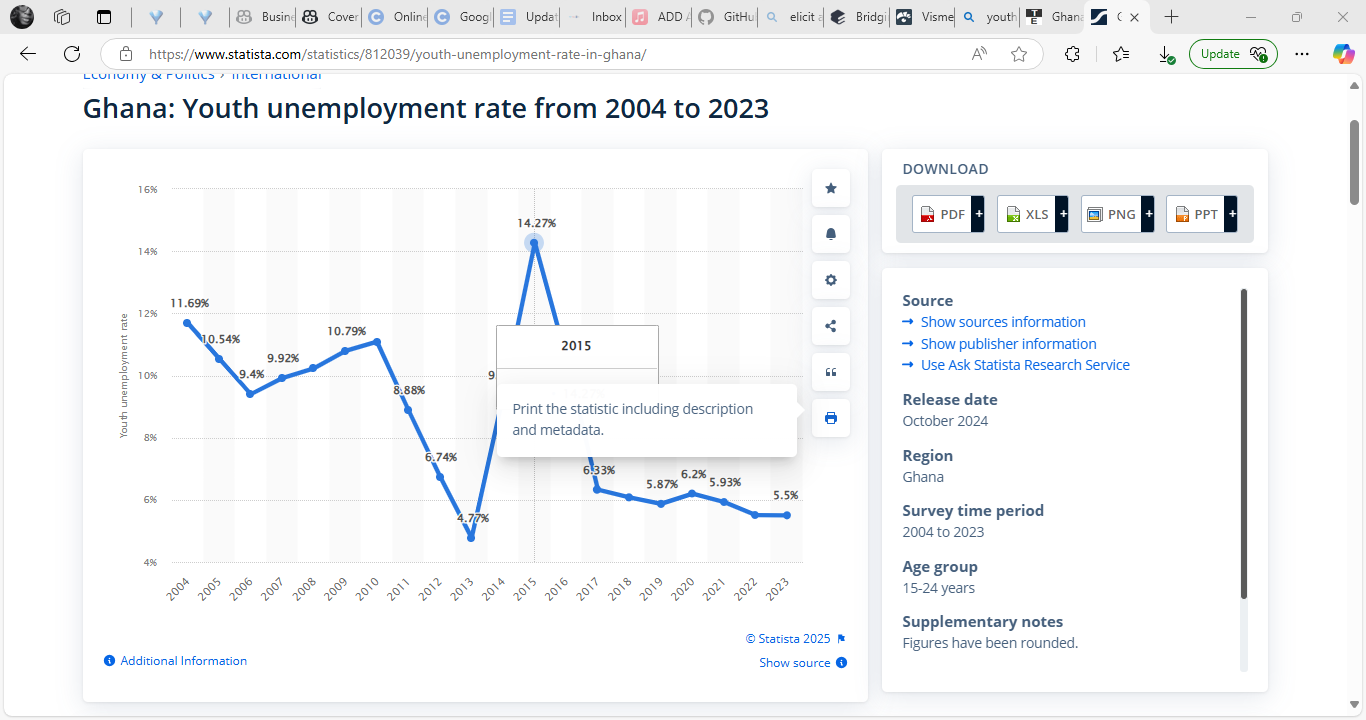 Busine
Cover
Online
Googl
Updat
Inbox
ADD A
GitHu
elicit a
Bridgi
Visme
youth
Ghana
https://www.statista.com/statistics/812039/youth-unemployment-rate-in-ghana/
Update
Economy & Politics › International
Ghana: Youth unemployment rate from 2004 to 2023
16%
14%
12%
10%
8%
6%
4%
Youth unemployment rate
11.69%
10.54%
9.4%
9.92%
10.79%
8.88%
6.74%
4.77%
9
14.27%
6.33%
5.87%
6.2%
5.93%
5.5%
2015
Print the statistic including description
and metadata.
2004
2005
2006
2007
2008
2009
2010
2011
2012
2013
2014
2015
2016
2017
2018
2019
2020
2021
2022
2023
© Statista 2025
Additional Information
Show source
DOWNLOAD
PDF +
XLS +
PNG +
PPT +
Source
→ Show sources information
→ Show publisher information
→ Use Ask Statista Research Service
Release date
October 2024
Region
Ghana
Survey time period
2004 to 2023
Age group
15-24 years
Supplementary notes
Figures have been rounded.